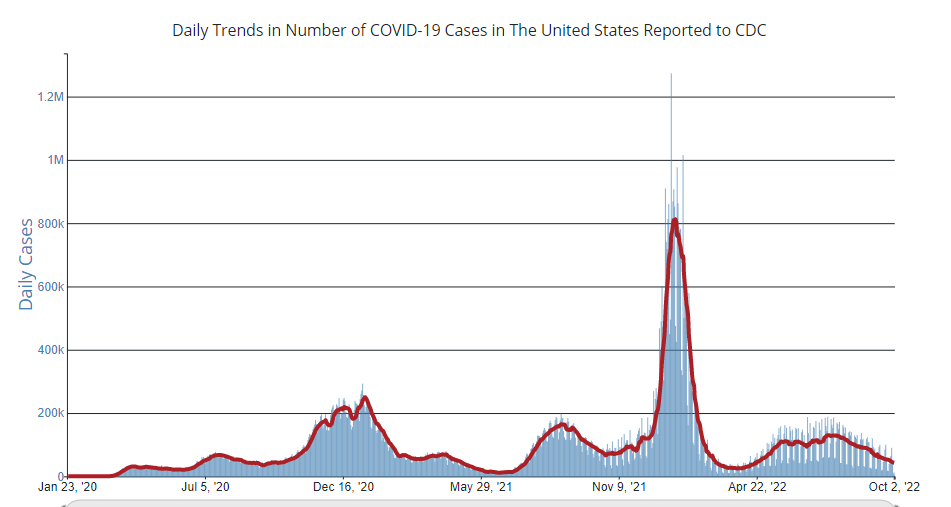 Daily Trends in Number of COVID-19 Cases in The United States Reported to CDC
Daily Cases
1.2M
1M
800k
600k
400k
200k
0
Jan 23, '20 Jul 5, '20 Dec 16, '20 May 29, '21 Nov 9, '21 Apr 22, '22 Oct 2, '22